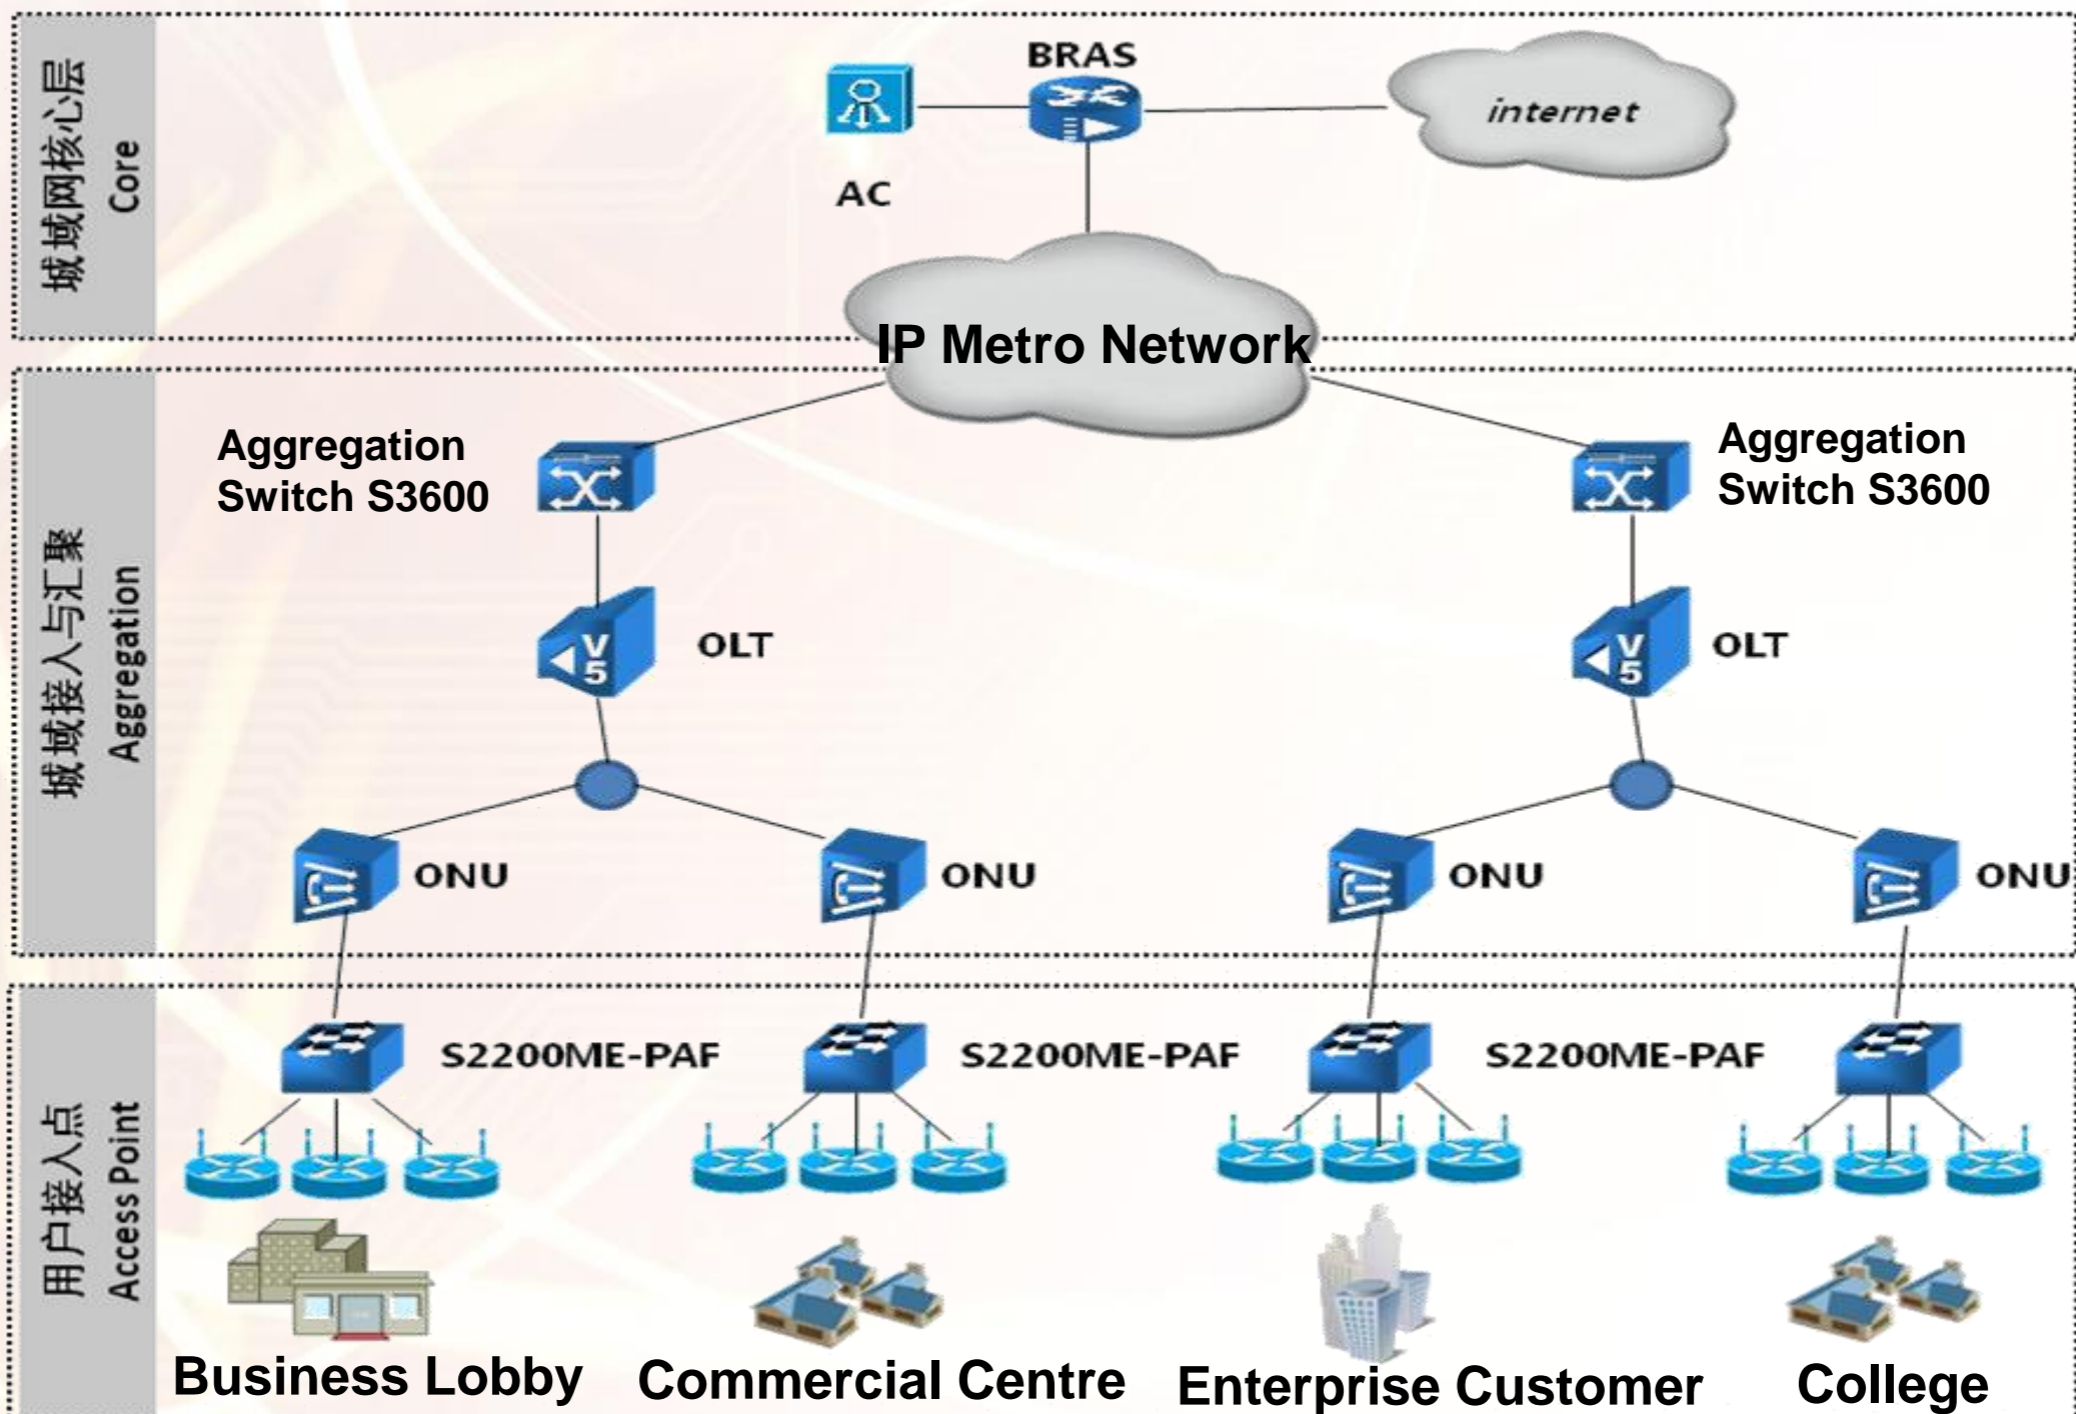 城域网核心层
Core
BRAS
internet
AC
IP Metro Network
城域接入与汇聚
Aggregation
Aggregation
Switch S3600
Aggregation
Switch S3600
V
5
OLT
V
5
OLT
ONU
ONU
ONU
ONU
用户接入点
Access Point
S2200ME-PAF
S2200ME-PAF
S2200ME-PAF
Business Lobby
Commercial Centre
Enterprise Customer
College